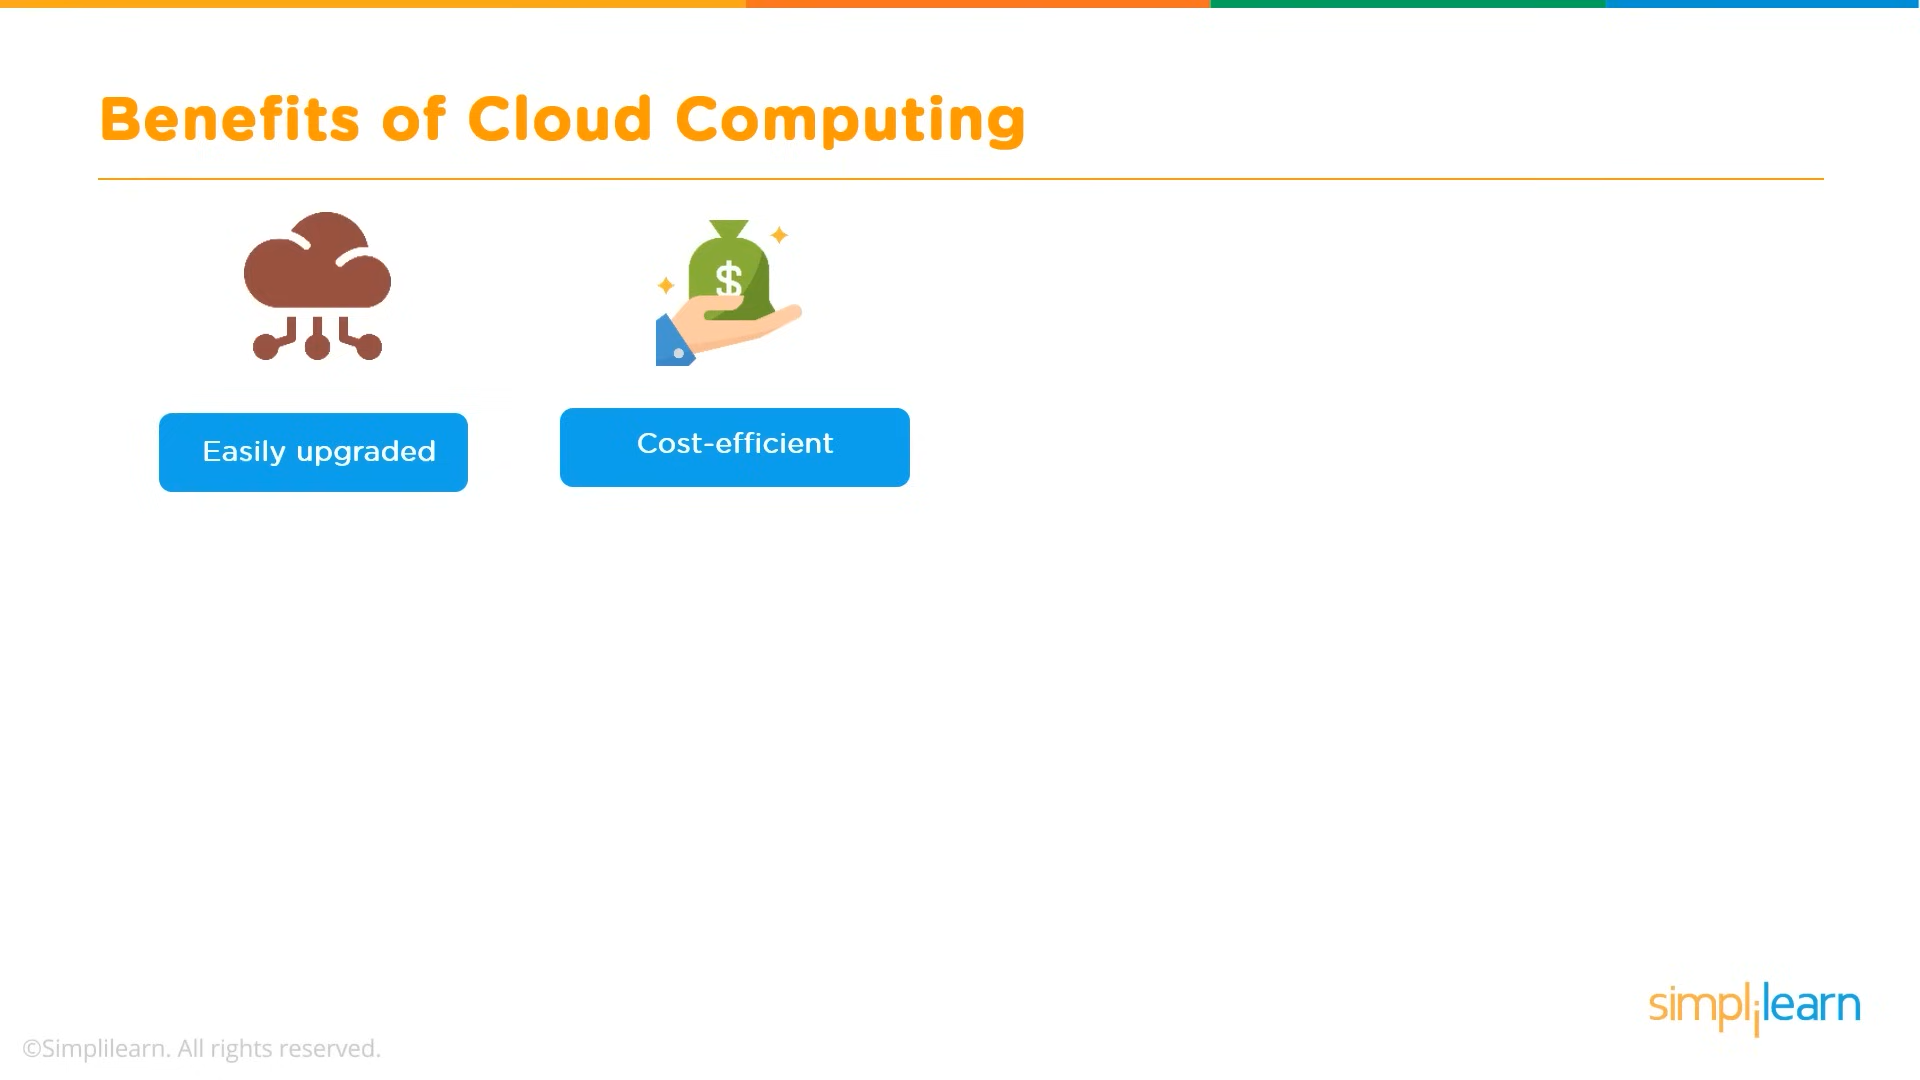 Benefits of Cloud Computing
$
Easily upgraded
Cost-efficient
simplilearn
©Simplilearn. All rights reserved.